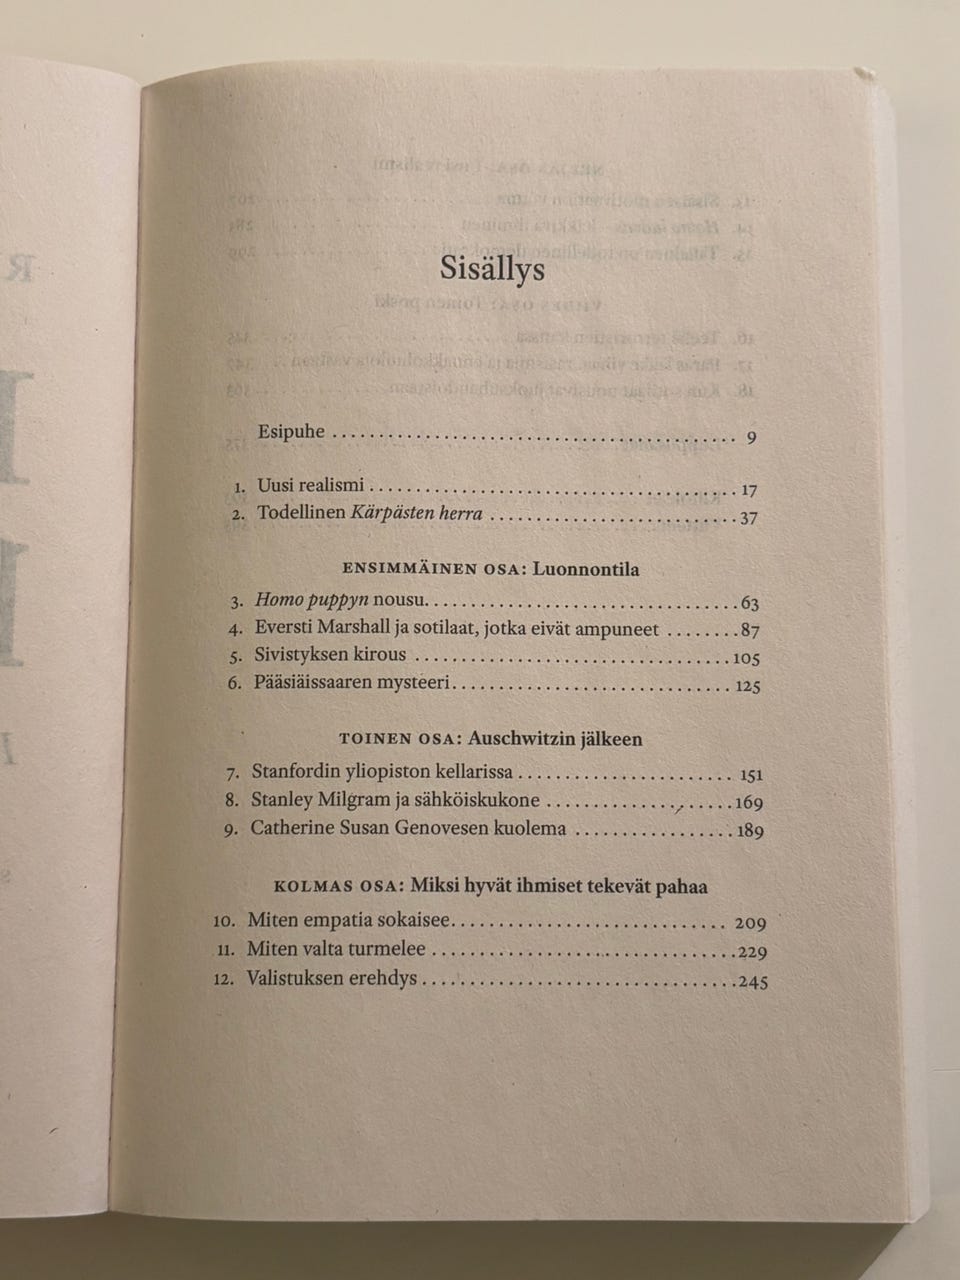 Sisällys
Esipuhe ........................................ 9
1. Uusi realismi ........................................ 17
2. Todellinen Kärpästen herra ........................... 37
ENSIMMÄINEN OSA: Luonnontila
3. Homo puppyn nousu.................................. 63
4. Eversti Marshall ja sotilaat, jotka eivät ampuneet ........ 87
5. Sivistyksen kirous .................................. 105
6. Pääsiäissaaren mysteeri.............................. 125
TOINEN OSA: Auschwitzin jälkeen
7. Stanfordin yliopiston kellarissa ....................... 151
8. Stanley Milgram ja sähköiskukone .................... 169
9. Catherine Susan Genovesen kuolema ................. 189
KOLMAS OSA: Miksi hyvät ihmiset tekevät pahaa
10. Miten empatia sokaisee.............................. 209
11. Miten valta turmelee ................................ 229
12. Valistuksen erehdys ................................. 245